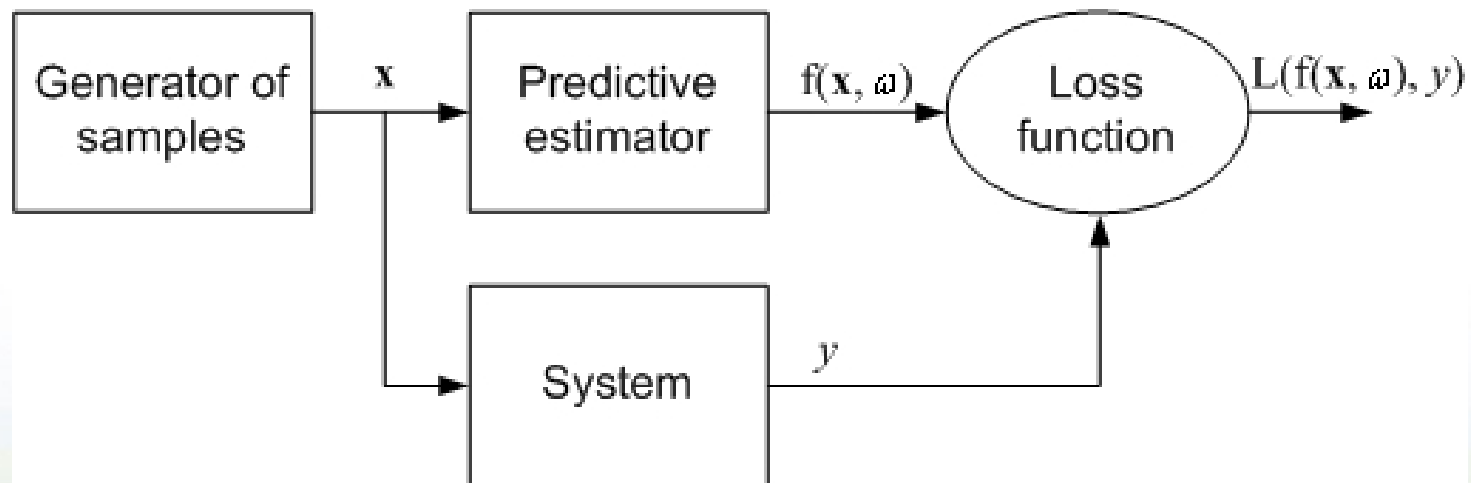 Generator of
samples
x
Predictive
estimator
f(x, ω)
Loss
function
L(f(x, ω), y)
System
y